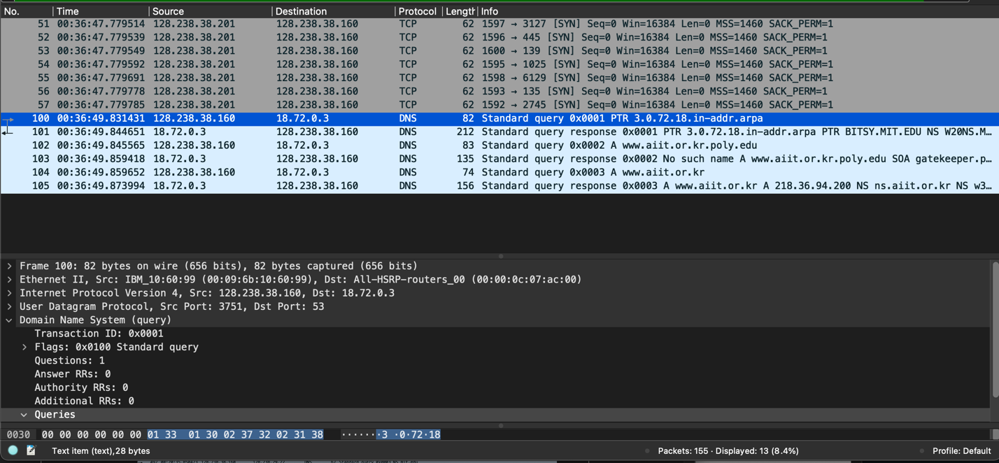 No. Time Source Destination Protocol Length Info
51 00:36:47.779514 128.238.38.201 128.238.38.160 TCP 62 1597 → 3127 [SYN] Seq=0 Win=16384 Len=0 MSS=1460 SACK_PERM=1
52 00:36:47.779539 128.238.38.201 128.238.38.160 TCP 62 1596 → 445 [SYN] Seq=0 Win=16384 Len=0 MSS=1460 SACK_PERM=1
53 00:36:47.779549 128.238.38.201 128.238.38.160 TCP 62 1600 → 139 [SYN] Seq=0 Win=16384 Len=0 MSS=1460 SACK_PERM=1
54 00:36:47.779592 128.238.38.201 128.238.38.160 TCP 62 1595 → 1025 [SYN] Seq=0 Win=16384 Len=0 MSS=1460 SACK_PERM=1
55 00:36:47.779691 128.238.38.201 128.238.38.160 TCP 62 1598 → 6129 [SYN] Seq=0 Win=16384 Len=0 MSS=1460 SACK_PERM=1
56 00:36:47.779778 128.238.38.201 128.238.38.160 TCP 62 1593 → 135 [SYN] Seq=0 Win=16384 Len=0 MSS=1460 SACK_PERM=1
57 00:36:47.779785 128.238.38.201 128.238.38.160 TCP 62 1592 → 2745 [SYN] Seq=0 Win=16384 Len=0 MSS=1460 SACK_PERM=1
100 00:36:49.831431 128.238.38.160 18.72.0.3 DNS 82 Standard query 0x0001 PTR 3.0.72.18.in-addr.arpa
101 00:36:49.844651 18.72.0.3 128.238.38.160 DNS 212 Standard query response 0x0001 PTR 3.0.72.18.in-addr.arpa PTR BITSY.MIT.EDU NS W20NS.M…
102 00:36:49.845565 128.238.38.160 18.72.0.3 DNS 83 Standard query 0x0002 A www.aiit.or.kr.poly.edu
103 00:36:49.859418 18.72.0.3 128.238.38.160 DNS 135 Standard query response 0x0002 No such name A www.aiit.or.kr.poly.edu SOA gatekeeper.p…
104 00:36:49.859652 128.238.38.160 18.72.0.3 DNS 74 Standard query 0x0003 A www.aiit.or.kr
105 00:36:49.873994 18.72.0.3 128.238.38.160 DNS 156 Standard query response 0x0003 A www.aiit.or.kr A 218.36.94.200 NS ns.aiit.or.kr NS w3…
Frame 100: 82 bytes on wire (656 bits), 82 bytes captured (656 bits)
Ethernet II, Src: IBM_10:60:99 (00:09:6b:10:60:99), Dst: All-HSRP-routers_00 (00:00:0c:07:ac:00)
Internet Protocol Version 4, Src: 128.238.38.160, Dst: 18.72.0.3
User Datagram Protocol, Src Port: 3751, Dst Port: 53
Domain Name System (query)
Transaction ID: 0x0001
Flags: 0x0100 Standard query
Questions: 1
Answer RRs: 0
Authority RRs: 0
Additional RRs: 0
Queries
0030 00 00 00 00 00 00 01 33 01 30 02 37 32 02 31 38 ······ ·3 ·0·72·18
Text item (text),28 bytes Packets: 155 · Displayed: 13 (8.4%) Profile: Default